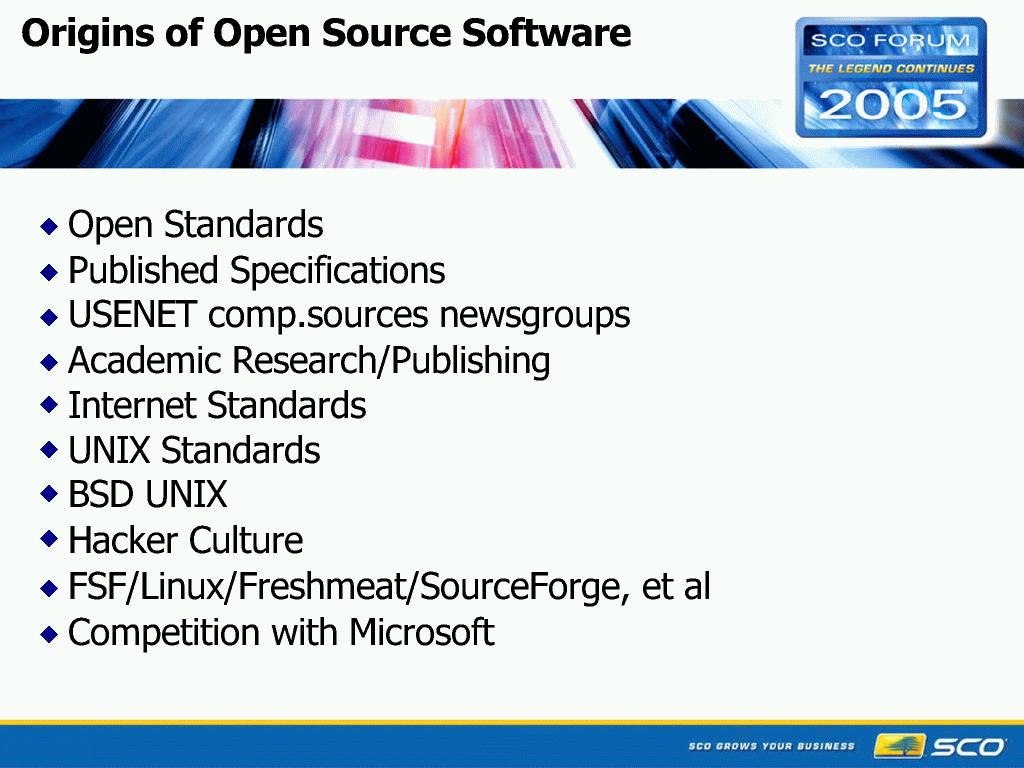 Origins of Open Source Software
SCO FORUM
THE LEGEND CONTINUES
2005
Open Standards
Published Specifications
USENET comp.sources newsgroups
Academic Research/Publishing
Internet Standards
UNIX Standards
BSD UNIX
Hacker Culture
FSF/Linux/Freshmeat/SourceForge, et al
Competition with Microsoft
SCO GROWS YOUR BUSINESS
SCO